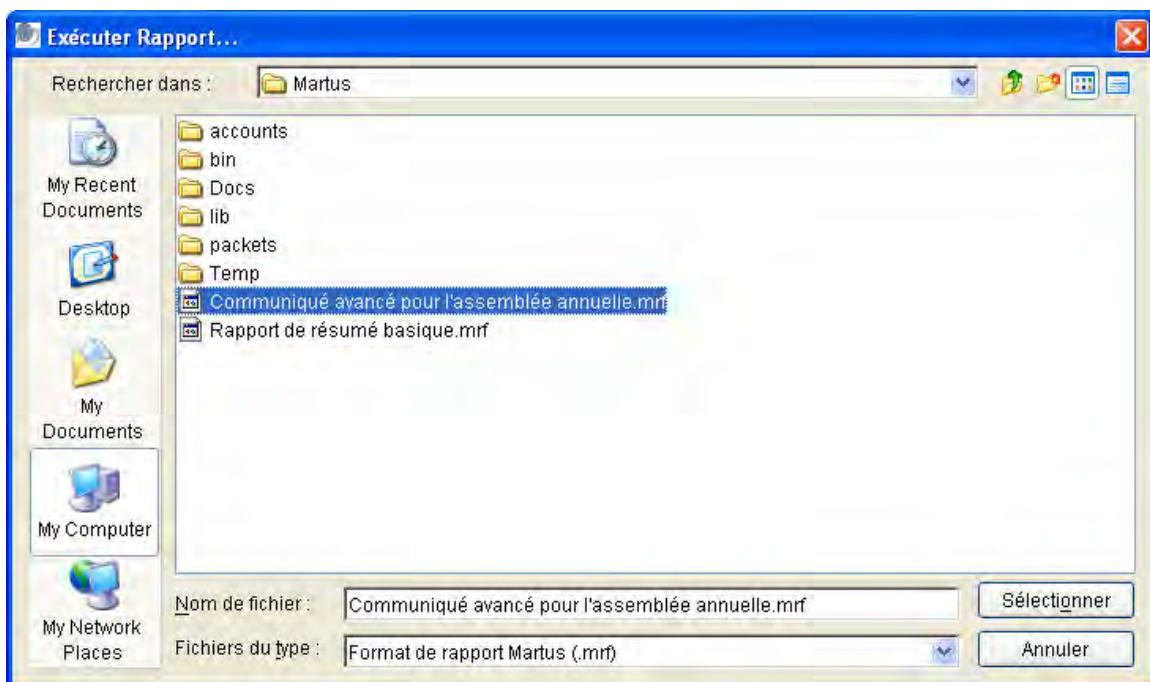 Exécuter Rapport...
Rechercher dans :
Martus
My Recent
Documents
Desktop
My
Documents
My Computer
My Network
Places
accounts
bin
Docs
lib
packets
Temp
Communiqué avancé pour l'assemblée annuelle.mrf
Rapport de résumé basique.mrf
Nom de fichier :
Communiqué avancé pour l'assemblée annuelle.mrf
Sélectionner
Fichiers du type :
Format de rapport Martus (.mrf)
Annuler